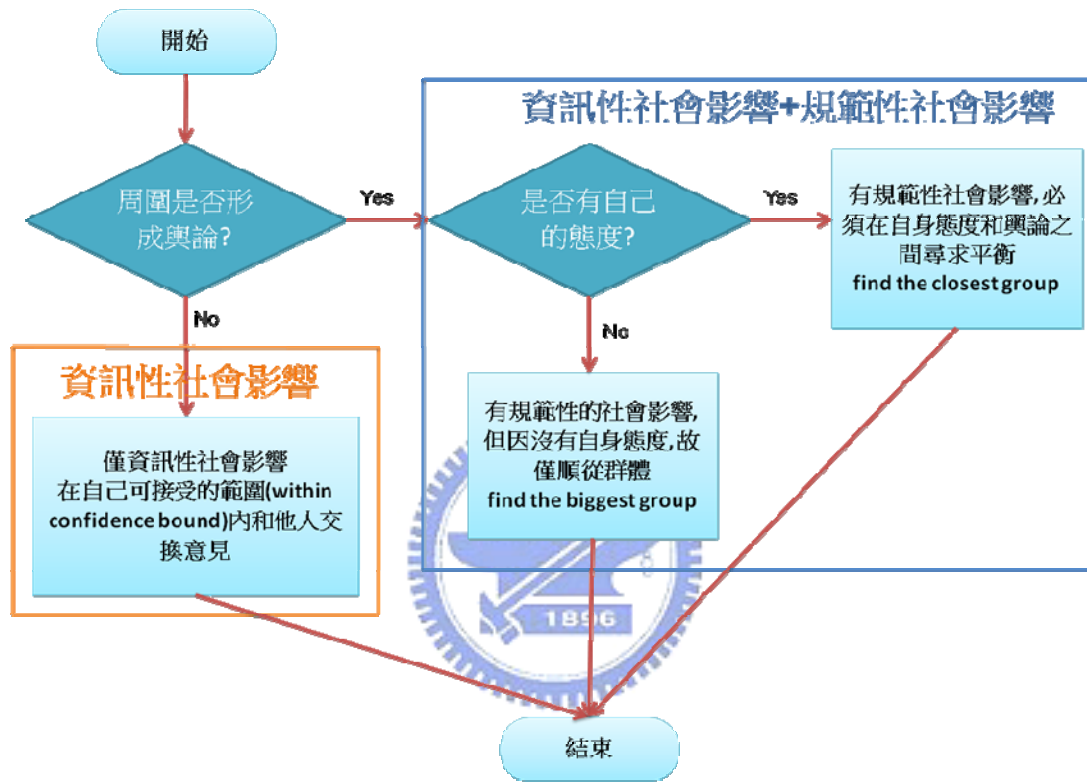 開始
資訊性社會影響+規範性社會影響
周圍是否形
成輿論?
Yes
是否有自己
的態度?
Yes
有規範性社會影響,必
須在自身態度和輿論之
間尋求平衡
find the closest group
No
No
資訊性社會影響
僅資訊性社會影響
在自己可接受的範圍(within
confidence bound)內和他人交
換意見
有規範性的社會影響,
但因沒有自身態度,故
僅順從群體
find the biggest group
1896
結束